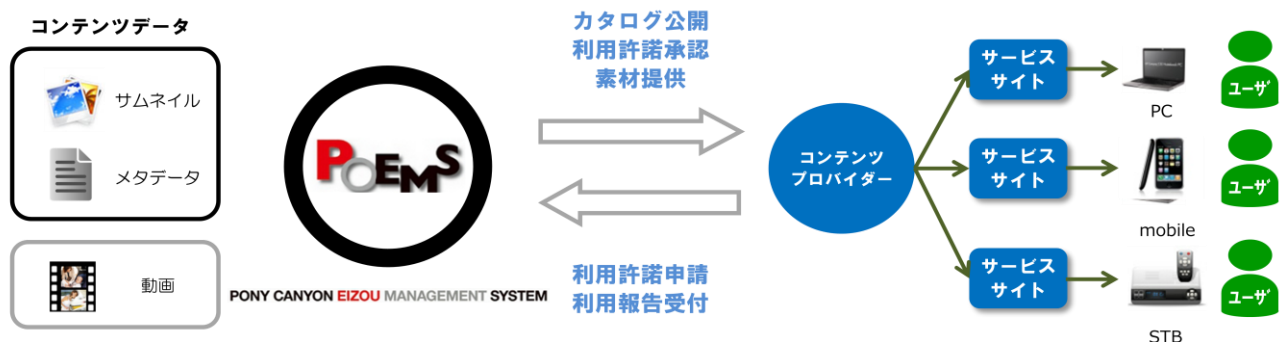 コンテンツデータ
サムネイル
メタデータ
動画
POEMS
PONY CANYON EIZOU MANAGEMENT SYSTEM
カタログ公開
利用許諾承認
素材提供
利用許諾申請
利用報告受付
コンテンツ
プロバイダー
サービス
サイト
PC
ユーザ
サービス
サイト
mobile
ユーザ
サービス
サイト
STB
ユーザ